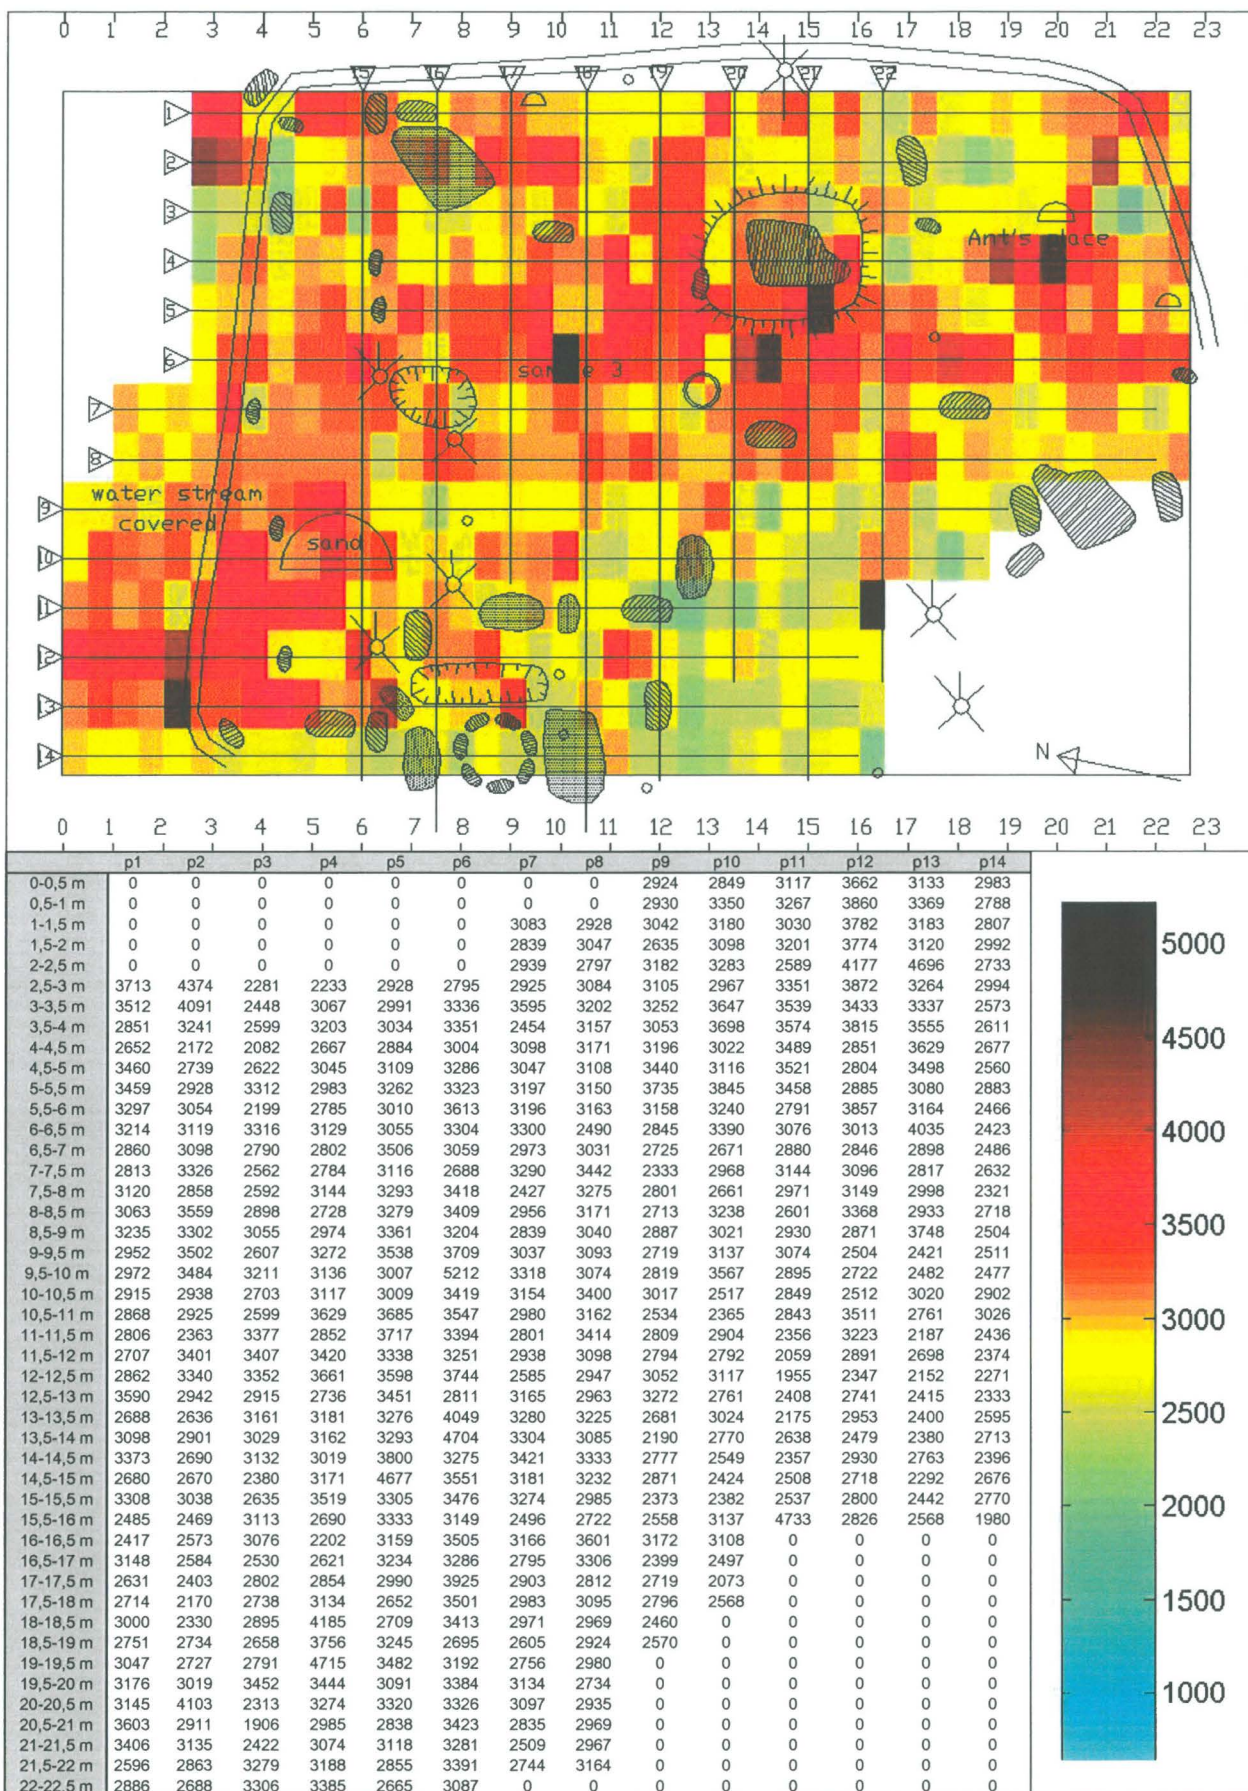 0 1 2 3 4 5 6 7 8 9 10 11 12 13 14 15 16 17 18 19 20 21 22 23
15 16 17 18 19 20 21 22
1
2
3
Ant's place
4
5
6
sample 3
7
8
water stream
9
covered
sand
10
11
12
13
N
14
0 1 2 3 4 5 6 7 8 9 10 11 12 13 14 15 16 17 18 19 20 21 22 23
p1 p2 p3 p4 p5 p6 p7 p8 p9 p10 p11 p12 p13 p14
0-0,5 m 0 0 0 0 0 0 0 0 2924 2849 3117 3662 3133 2983
0,5-1 m 0 0 0 0 0 0 0 0 2930 3350 3267 3860 3369 2788
1-1,5 m 0 0 0 0 0 0 3083 2928 3042 3180 3030 3782 3183 2807
1,5-2 m 0 0 0 0 0 0 2839 3047 2635 3098 3201 3774 3120 2992
2-2,5 m 0 0 0 0 0 0 2939 2797 3182 3283 2589 4177 4696 2733
2,5-3 m 3713 4374 2281 2233 2928 2795 2925 3084 3105 2967 3351 3872 3264 2994
3-3,5 m 3512 4091 2448 3067 2991 3336 3595 3202 3252 3647 3539 3433 3337 2573
3,5-4 m 2851 3241 2599 3203 3034 3351 2454 3157 3053 3698 3574 3815 3555 2611
4-4,5 m 2652 2172 2082 2667 2884 3004 3098 3171 3196 3022 3489 2851 3629 2677
4,5-5 m 3460 2739 2622 3045 3109 3286 3047 3108 3440 3116 3521 2804 3498 2560
5-5,5 m 3459 2928 3312 2983 3262 3323 3197 3150 3735 3845 3458 2885 3080 2883
5,5-6 m 3297 3054 2199 2785 3010 3613 3196 3163 3158 3240 2791 3857 3164 2466
6-6,5 m 3214 3119 3316 3129 3055 3304 3300 2490 2845 3390 3076 3013 4035 2423
6,5-7 m 2860 3098 2790 2802 3506 3059 2973 3031 2725 2671 2880 2846 2898 2486
7-7,5 m 2813 3326 2562 2784 3116 2688 3290 3442 2333 2968 3144 3096 2817 2632
7,5-8 m 3120 2858 2592 3144 3293 3418 2427 3275 2801 2661 2971 3149 2998 2321
8-8,5 m 3063 3559 2898 2728 3279 3409 2956 3171 2713 3238 2601 3368 2933 2718
8,5-9 m 3235 3302 3055 2974 3361 3204 2839 3040 2887 3021 2930 2871 3748 2504
9-9,5 m 2952 3502 2607 3272 3538 3709 3037 3093 2719 3137 3074 2504 2421 2511
9,5-10 m 2972 3484 3211 3136 3007 5212 3318 3074 2819 3567 2895 2722 2482 2477
10-10,5 m 2915 2938 2703 3117 3009 3419 3154 3400 3017 2517 2849 2512 3020 2902
10,5-11 m 2868 2925 2599 3629 3685 3547 2980 3162 2534 2365 2843 3511 2761 3026
11-11,5 m 2806 2363 3377 2852 3717 3394 2801 3414 2809 2904 2356 3223 2187 2436
11,5-12 m 2707 3401 3407 3420 3338 3251 2938 3098 2794 2792 2059 2891 2698 2374
12-12,5 m 2862 3340 3352 3661 3598 3744 2585 2947 3052 3117 1955 2347 2152 2271
12,5-13 m 3590 2942 2915 2736 3451 2811 3165 2963 3272 2761 2408 2741 2415 2333
13-13,5 m 2688 2636 3161 3181 3276 4049 3280 3225 2681 3024 2175 2953 2400 2595
13,5-14 m 3098 2901 3029 3162 3293 4704 3304 3085 2190 2770 2638 2479 2380 2713
14-14,5 m 3373 2690 3132 3019 3800 3275 3421 3333 2777 2549 2357 2930 2763 2396
14,5-15 m 2680 2670 2380 3171 4677 3551 3181 3232 2871 2424 2508 2718 2292 2676
15-15,5 m 3308 3038 2635 3519 3305 3476 3274 2985 2373 2382 2537 2800 2442 2770
15,5-16 m 2485 2469 3113 2690 3333 3149 2496 2722 2558 3137 4733 2826 2568 1980
16-16,5 m 2417 2573 3076 2202 3159 3505 3166 3601 3172 3108 0 0 0 0
16,5-17 m 3148 2584 2530 2621 3234 3286 2795 3306 2399 2497 0 0 0 0
17-17,5 m 2631 2403 2802 2854 2990 3925 2903 2812 2719 2073 0 0 0 0
17,5-18 m 2714 2170 2738 3134 2652 3501 2983 3095 2796 2568 0 0 0 0
18-18,5 m 3000 2330 2895 4185 2709 3413 2971 2969 2460 0 0 0 0 0
18,5-19 m 2751 2734 2658 3756 3245 2695 2605 2924 2570 0 0 0 0 0
19-19,5 m 3047 2727 2791 4715 3482 3192 2756 2980 0 0 0 0 0 0
19,5-20 m 3176 3019 3452 3444 3091 3384 3134 2734 0 0 0 0 0 0
20-20,5 m 3145 4103 2313 3274 3320 3326 3097 2935 0 0 0 0 0 0
20,5-21 m 3603 2911 1906 2985 2838 3423 2835 2969 0 0 0 0 0 0
21-21,5 m 3406 3135 2422 3074 3118 3281 2509 2967 0 0 0 0 0 0
21,5-22 m 2596 2863 3279 3188 2855 3391 2744 3164 0 0 0 0 0 0
22-22,5 m 2886 2688 3306 3385 2665 3087 0 0 0 0 0 0 0 0
5000
4500
4000
3500
3000
2500
2000
1500
1000